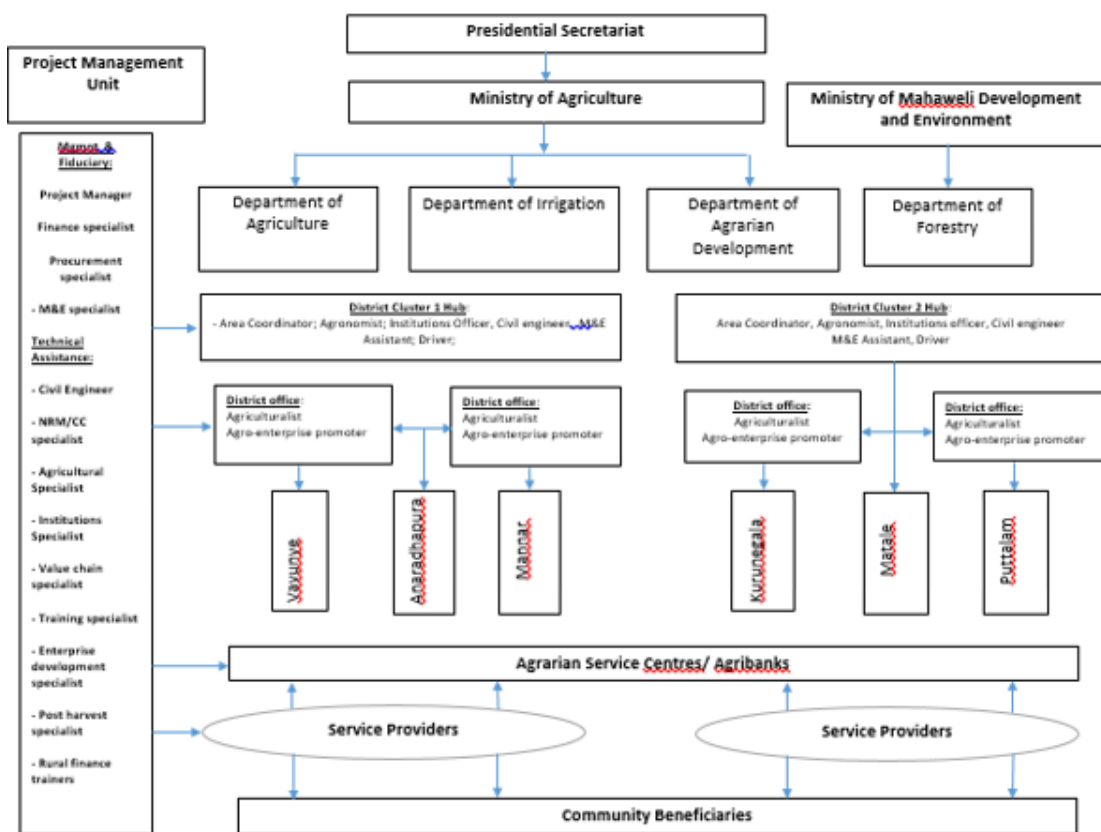 Presidential Secretariat
Project Management
Unit
Ministry of Agriculture
Ministry of Mahaweli Development
and Environment
Mgmot &
Fiduciary:
Project Manager
Finance specialist
Procurement
specialist
- M&E specialist
Technical
Assistance:
- Civil Engineer
- NRM/CC
specialist
- Agricultural
Specialist
- Institutions
Specialist
- Value chain
specialist
- Training specialist
- Enterprise
development
specialist
- Post harvest
specialist
- Rural finance
trainers
Department of
Agriculture
Department of Irrigation
Department of
Agrarian
Development
Department of
Forestry
District Cluster 1 Hub:
- Area Coordinator; Agronomist; Institutions Officer, Civil engineer, M&E
Assistant; Driver;
District Cluster 2 Hub:
Area Coordinator, Agronomist, Institutions officer, Civil engineer
M&E Assistant, Driver
District office:
Agriculturalist
Agro-enterprise promoter
District office:
Agriculturalist
Agro-enterprise promoter
District office:
Agriculturalist
Agro-enterprise promoter
District office:
Agriculturalist
Agro-enterprise promoter
Vavunye
Anaradhapura
Mannar
Kurunegala
Matale
Puttalam
Agrarian Service Centres/ Agribanks
Service Providers
Service Providers
Community Beneficiaries